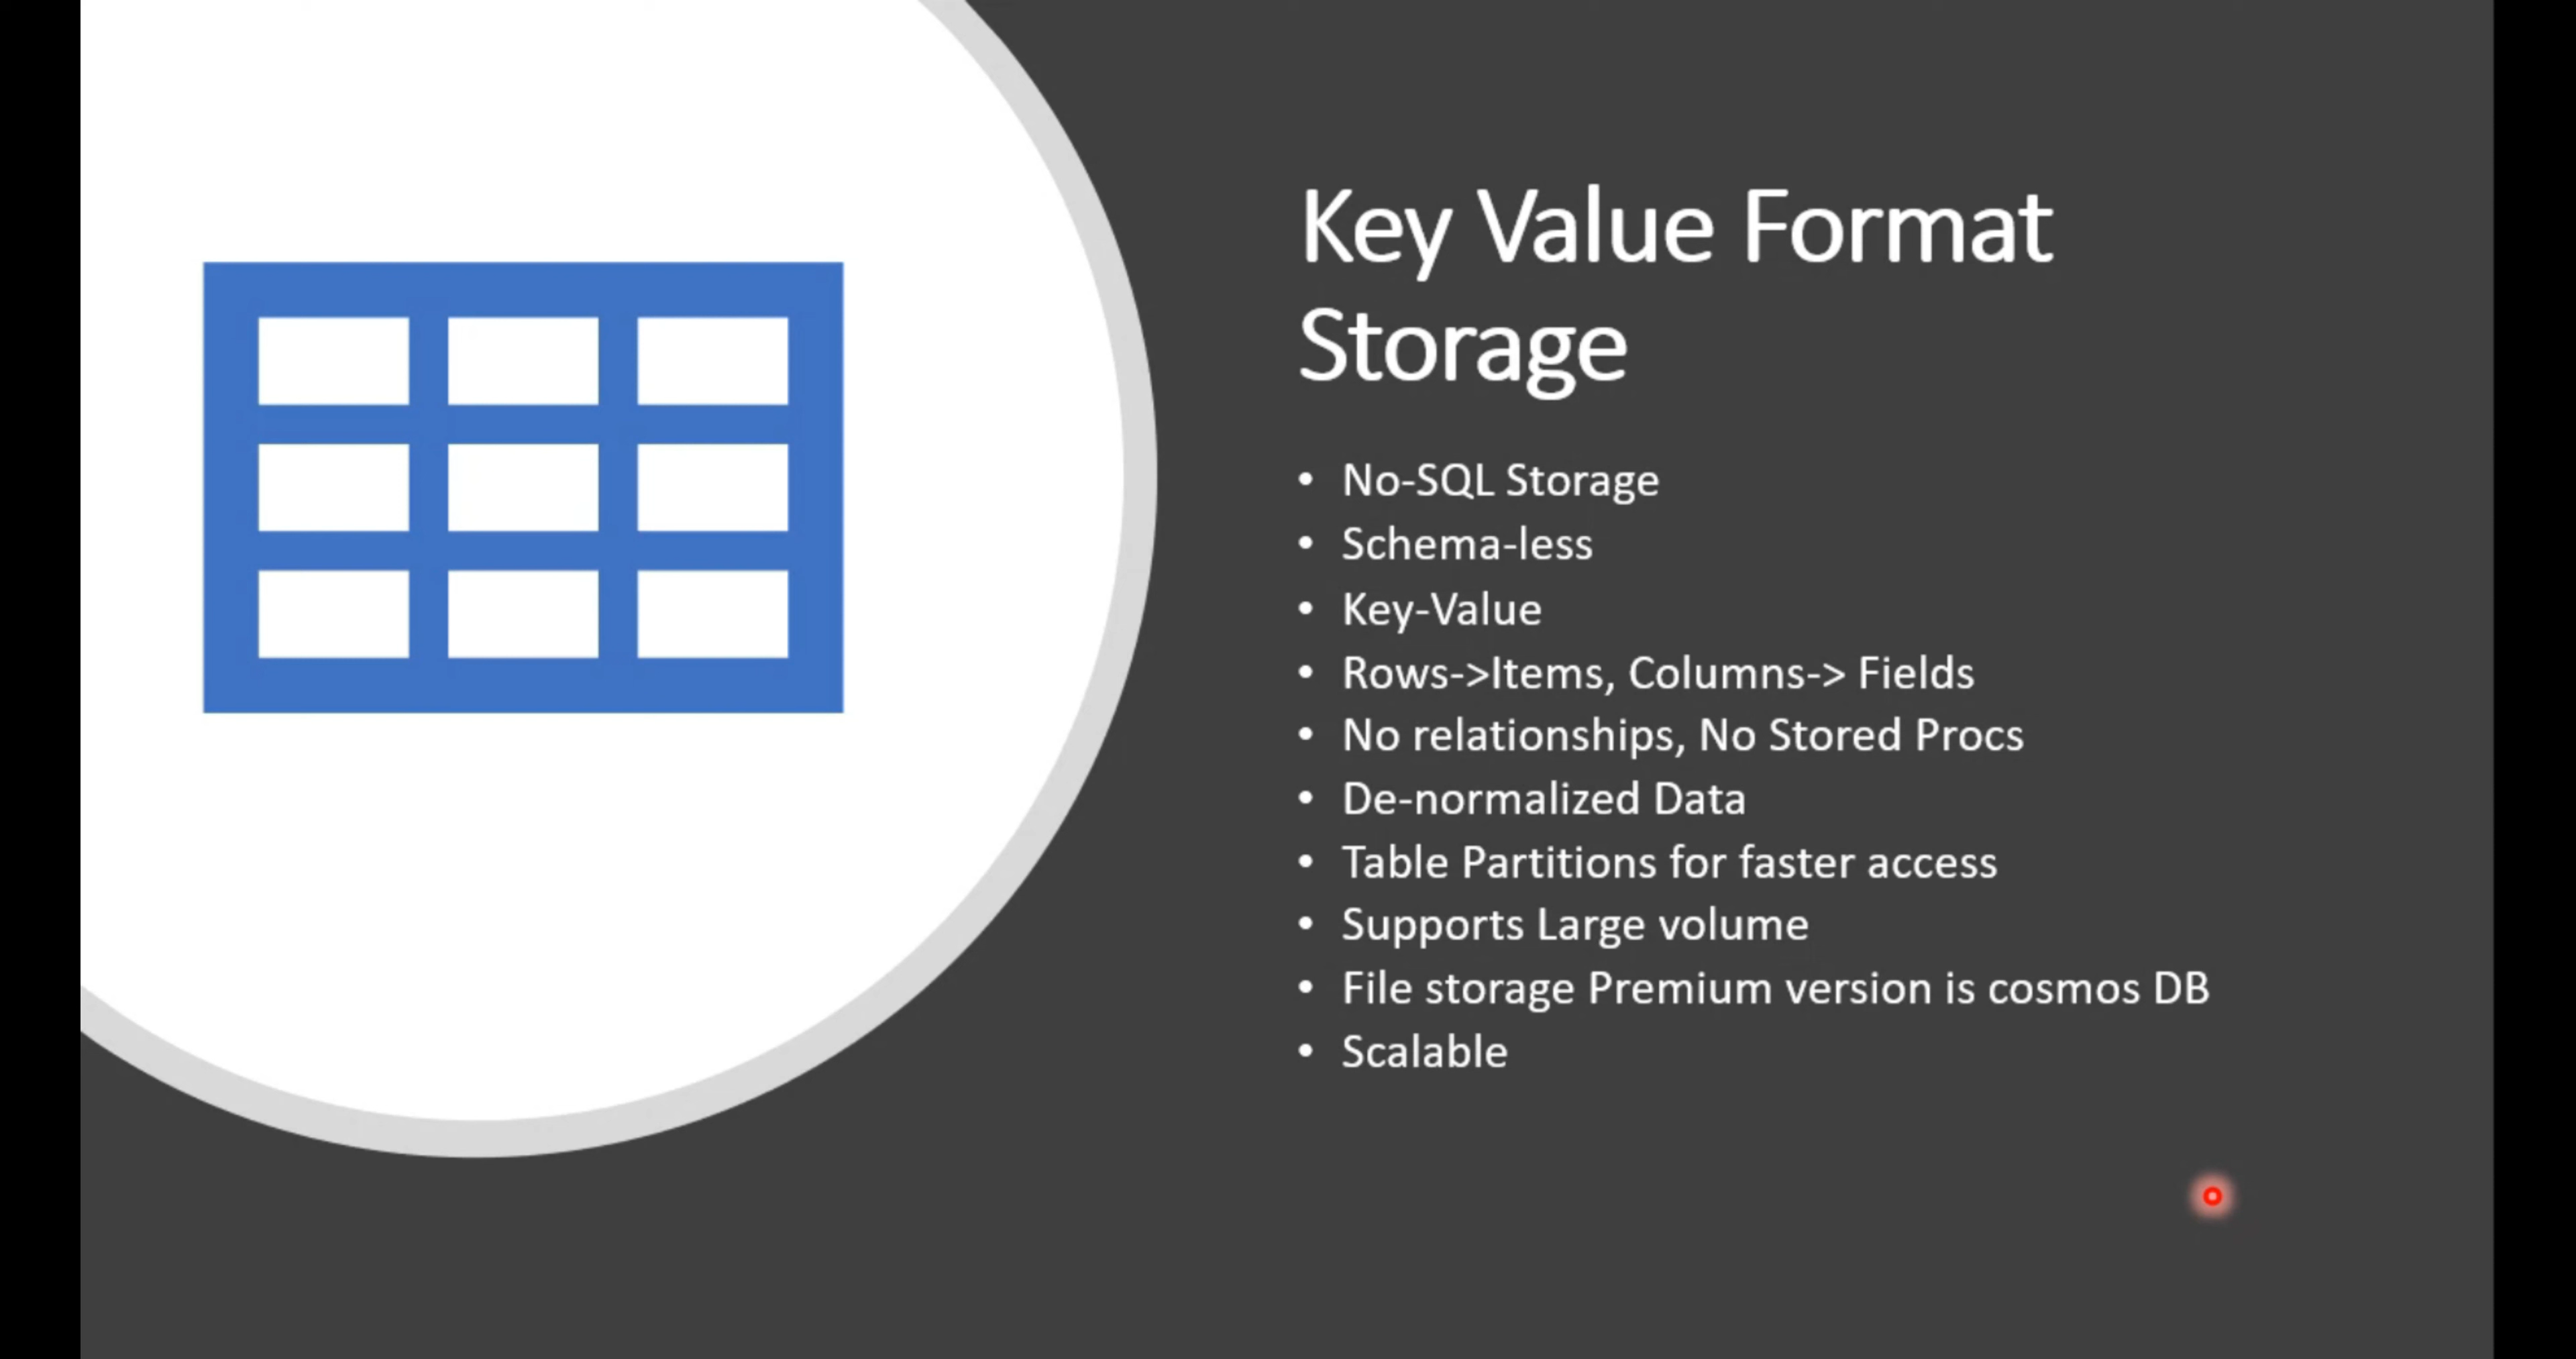 Key Value Format
Storage
• No-SQL Storage
• Schema-less
• Key-Value
• Rows->Items, Columns-> Fields
• No relationships, No Stored Procs
• De-normalized Data
• Table Partitions for faster access
• Supports Large volume
• File storage Premium version is cosmos DB
• Scalable